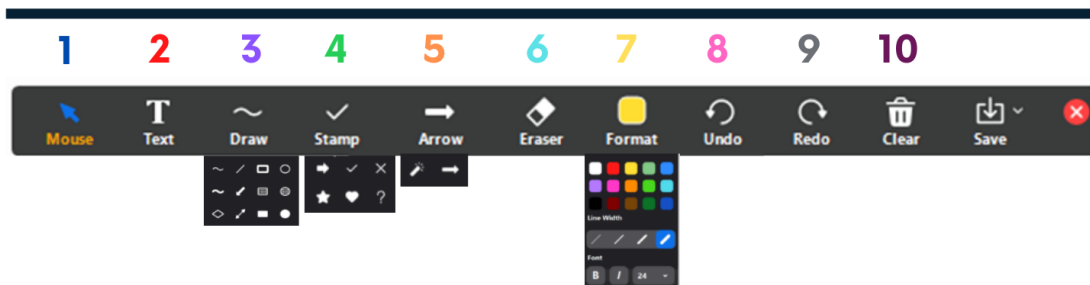 1 2 3 4 5 6 7 8 9 10
Mouse Text Draw Stamp Arrow Eraser Format Undo Redo Clear Save
Line Width
Font
B I 24